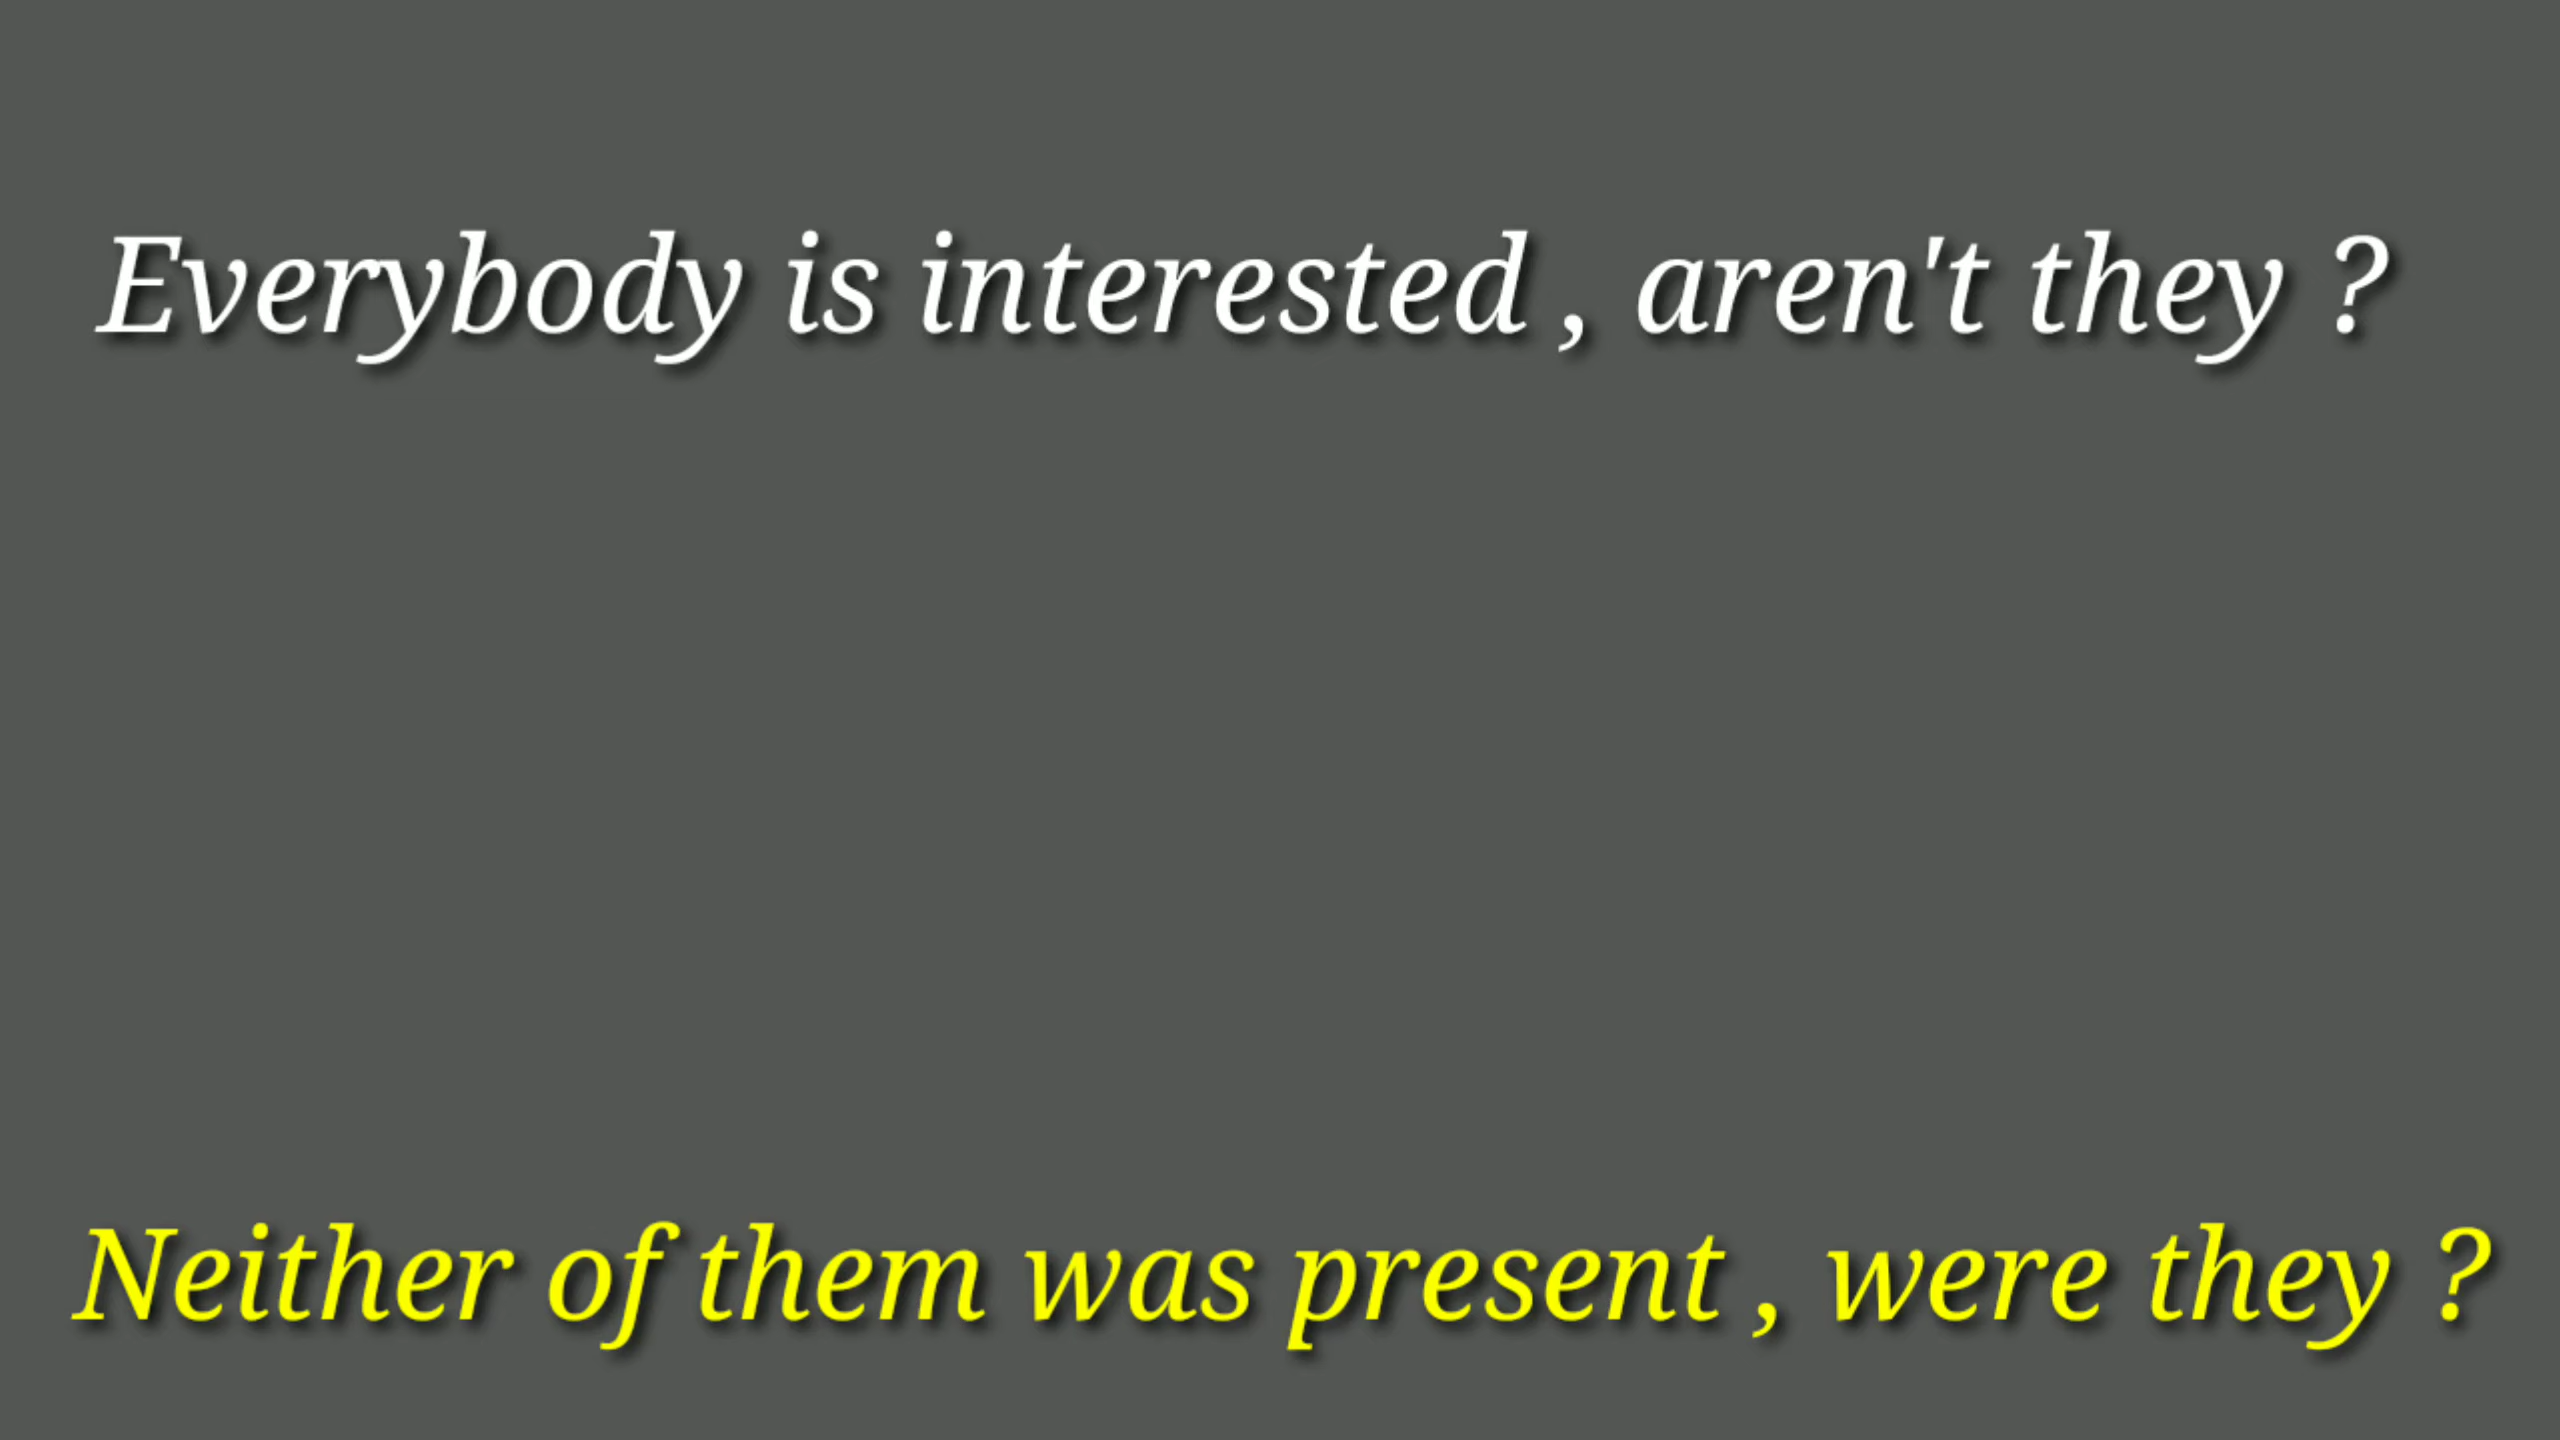 Everybody is interested , aren't they ?
Neither of them was present , were they ?